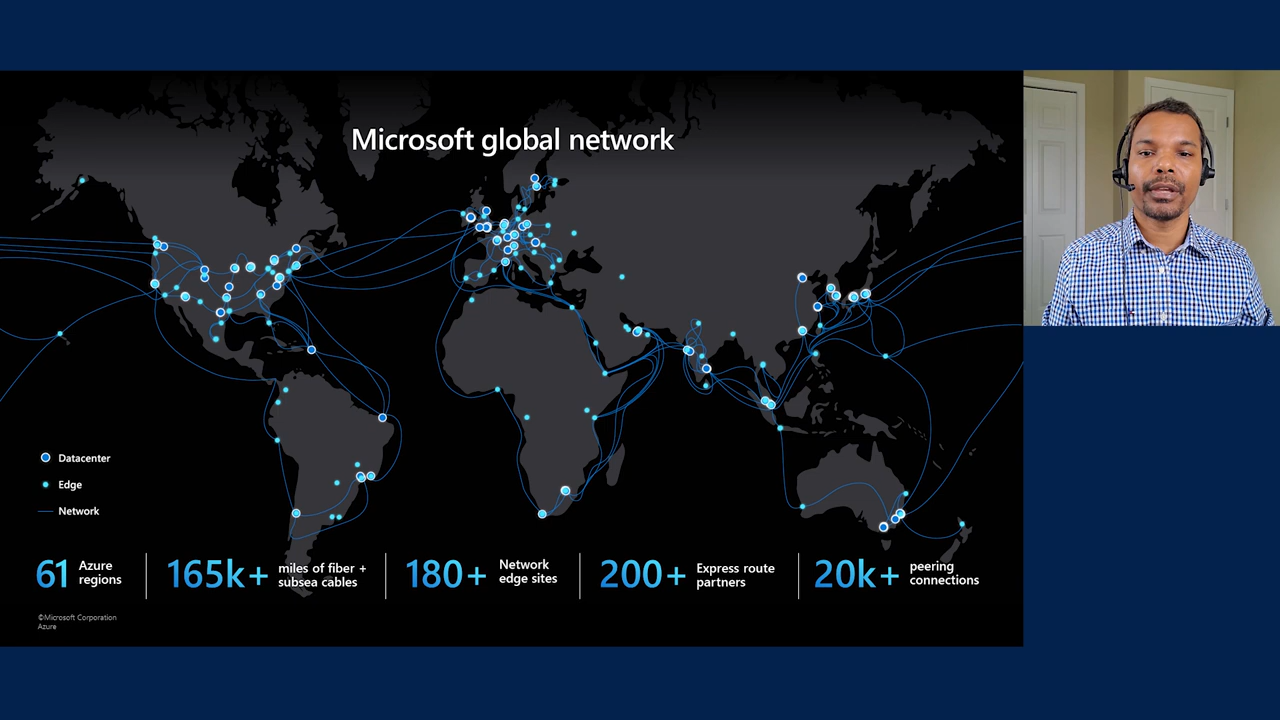 Microsoft global network
Datacenter
Edge
Network
61
Azure
regions
165k+
miles of fiber +
subsea cables
180+
Network
edge sites
200+
Express route
partners
20k+
peering
connections
©Microsoft Corporation
Azure